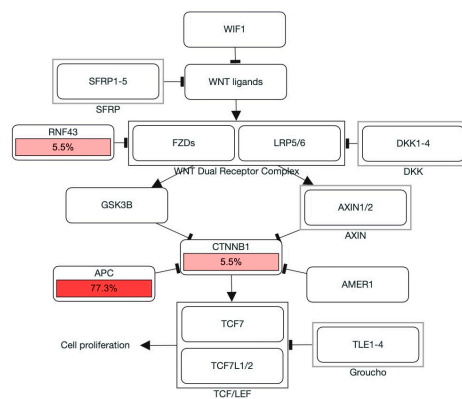 WIF1
SFRP1-5
WNT ligands
SFRP
RNF43
5.5%
FZDs
LRP5/6
DKK1-4
WNT Dual Receptor Complex
DKK
GSK3B
AXIN1/2
AXIN
CTNNB1
5.5%
APC
77.3%
AMER1
TCF7
Cell proliferation
TLE1-4
TCF7L1/2
Groucho
TCF/LEF